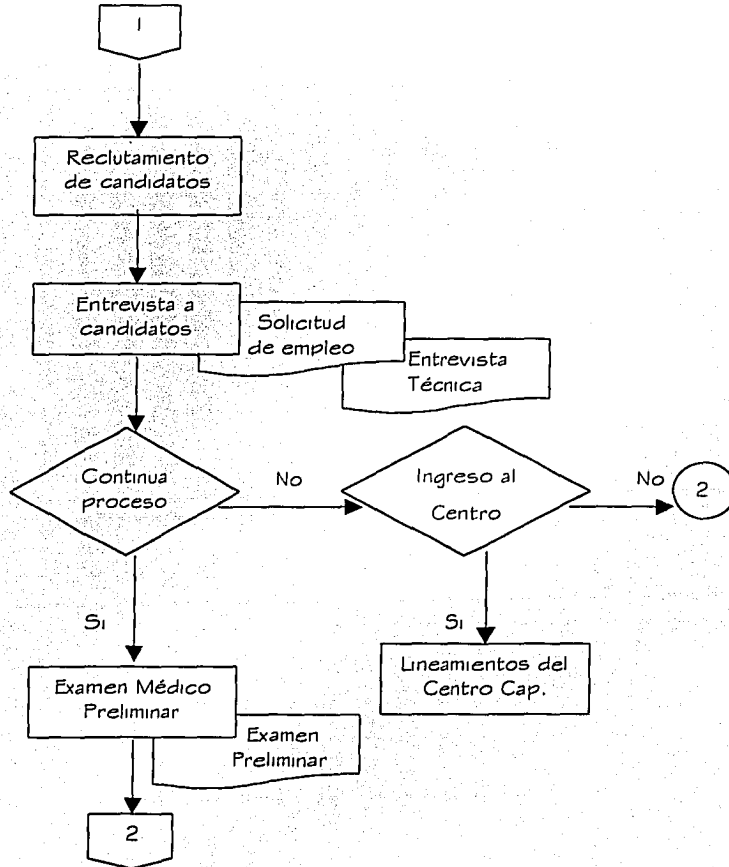 1
Reclutamiento
de candidatos
Entrevista a
candidatos
Solicitud
de empleo
Entrevista
Técnica
Continua
proceso
No
Ingreso al
Centro
No
2
Si
Si
Lineamientos del
Centro Cap.
Examen Médico
Preliminar
Examen
Preliminar
2